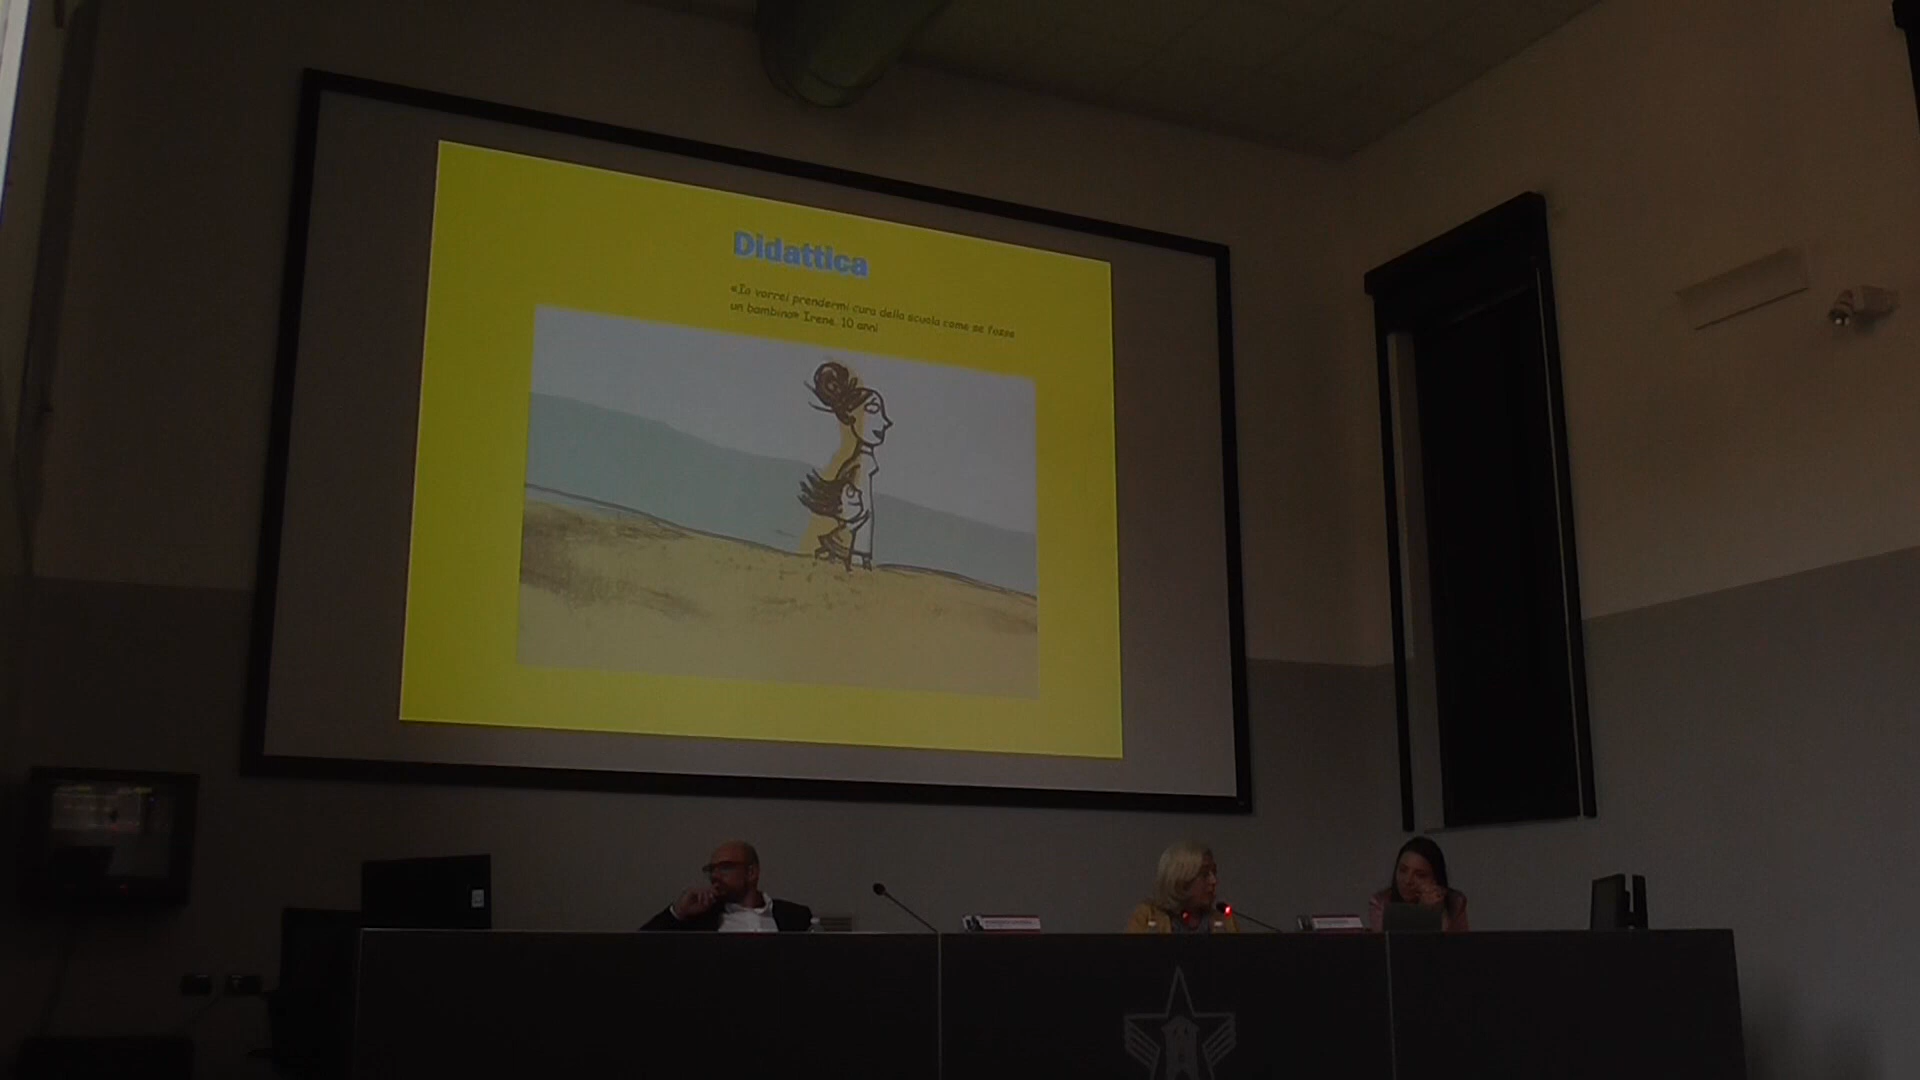 Didattica
«Io vorrei prendermi cura della scuola come se fosse
un bambino» Irene, 10 anni